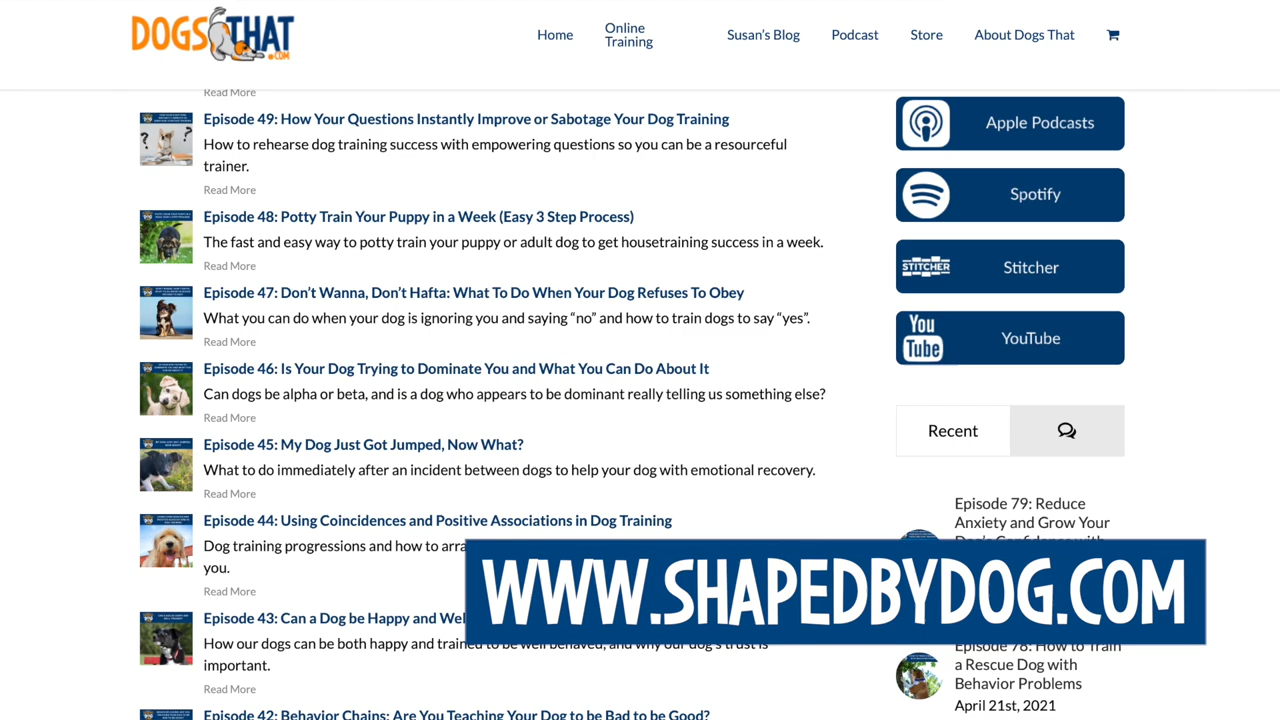 DOGSTHAT
.COM
Home
Online
Training
Susan's Blog
Podcast
Store
About Dogs That
Read More
Episode 49: How Your Questions Instantly Improve or Sabotage Your Dog Training
How to rehearse dog training success with empowering questions so you can be a resourceful
trainer.
Read More
Episode 48: Potty Train Your Puppy in a Week (Easy 3 Step Process)
The fast and easy way to potty train your puppy or adult dog to get housetraining success in a week.
Read More
Episode 47: Don't Wanna, Don't Hafta: What To Do When Your Dog Refuses To Obey
What you can do when your dog is ignoring you and saying “no” and how to train dogs to say “yes”.
Read More
Episode 46: Is Your Dog Trying to Dominate You and What You Can Do About It
Can dogs be alpha or beta, and is a dog who appears to be dominant really telling us something else?
Read More
Episode 45: My Dog Just Got Jumped, Now What?
What to do immediately after an incident between dogs to help your dog with emotional recovery.
Read More
Episode 44: Using Coincidences and Positive Associations in Dog Training
Dog training progressions and how to arra
you.
Read More
Episode 43: Can a Dog be Happy and Wel
How our dogs can be both happy and trained to be well behaved, and why our dog's trust is
important.
Read More
Episode 42: Behavior Chains: Are You Teaching Your Dog to be Bad to be Good?
Apple Podcasts
Spotify
STITCHER
Stitcher
You
Tube
YouTube
Recent
Episode 79: Reduce
Anxiety and Grow Your
Dog's Confidence with
WWW.SHAPEDBYDOG.COM
Episode 78: How to Train
a Rescue Dog with
Behavior Problems
April 21st, 2021